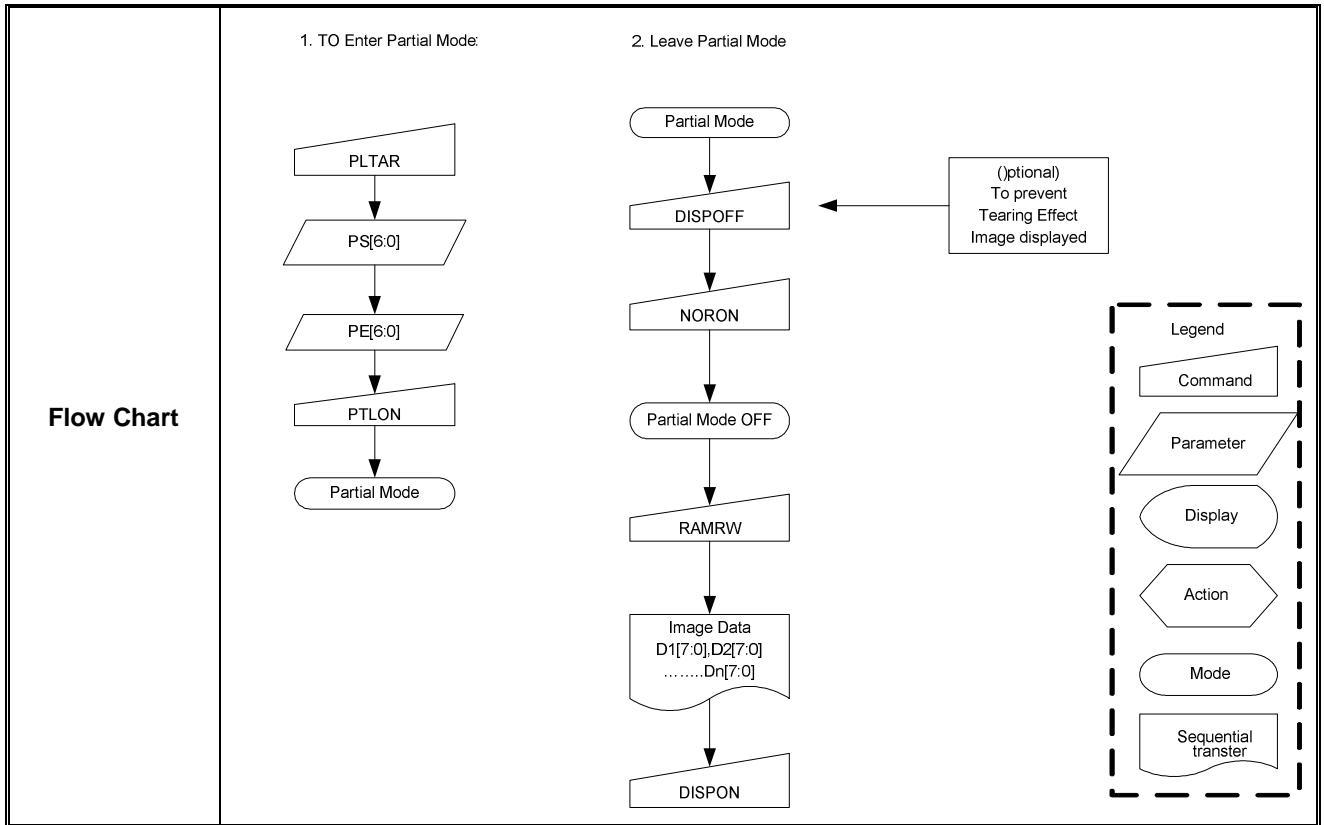 Flow Chart
1. TO Enter Partial Mode:
PLTAR
PS[6:0]
PE[6:0]
PTLON
Partial Mode
2. Leave Partial Mode
Partial Mode
DISPOFF
NORON
Partial Mode OFF
RAMRW
Image Data
D1[7:0],D2[7:0]
……..Dn[7:0]
DISPON
()ptional)
To prevent
Tearing Effect
Image displayed
Legend
Command
Parameter
Display
Action
Mode
Sequential
transter